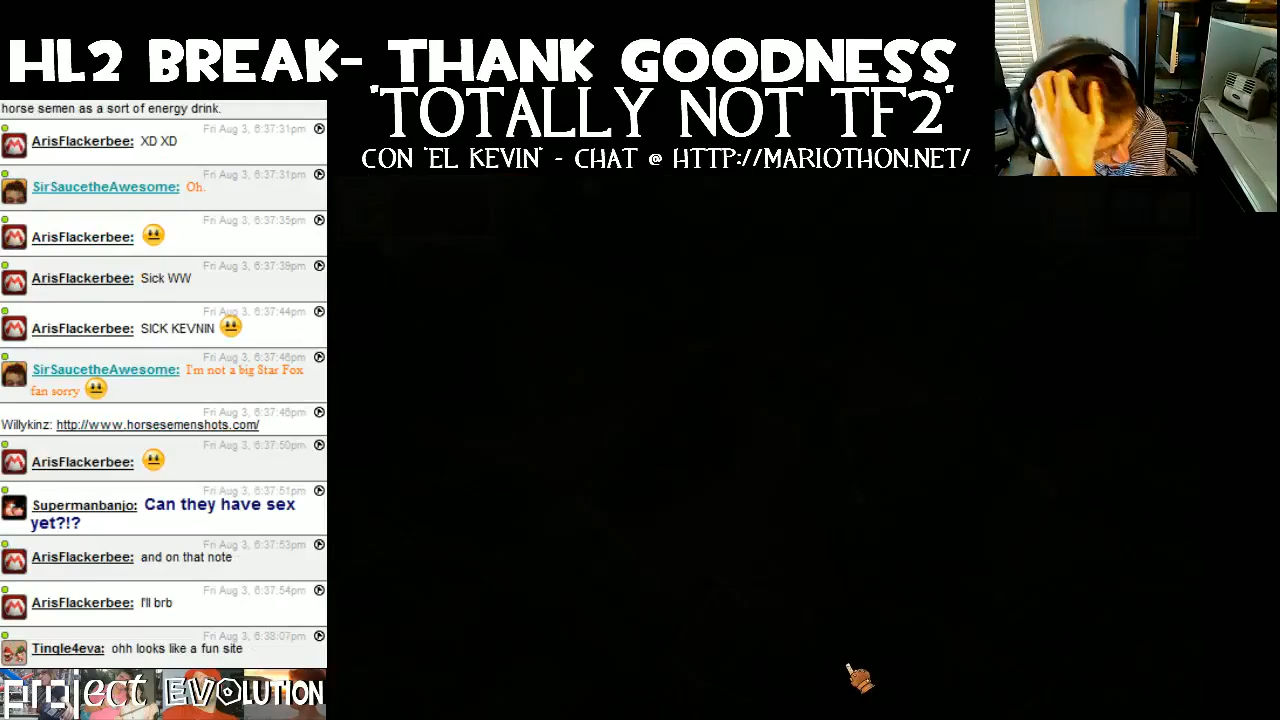 HL2 BREAK- THANK GOODNESS
"TOTALLY NOT TF2"
CON "EL KEVIN" - CHAT @ HTTP://MARIOTHON.NET/
horse semen as a sort of energy drink.
Fri Aug 3, 6:37:31pm
ArisFlackerbee: XD XD
Fri Aug 3, 6:37:31pm
SirSaucetheAwesome: Oh.
Fri Aug 3, 6:37:35pm
ArisFlackerbee:
Fri Aug 3, 6:37:39pm
ArisFlackerbee: Sick WW
Fri Aug 3, 6:37:44pm
ArisFlackerbee: SICK KEVNIN
Fri Aug 3, 6:37:46pm
SirSaucetheAwesome: I'm not a big Star Fox
fan sorry
Fri Aug 3, 6:37:46pm
Willykinz: http://www.horsesemenshots.com/
Fri Aug 3, 6:37:50pm
ArisFlackerbee:
Fri Aug 3, 6:37:51pm
Supermanbanjo: Can they have sex
yet?!?
Fri Aug 3, 6:37:53pm
ArisFlackerbee: and on that note
Fri Aug 3, 6:37:54pm
ArisFlackerbee: I'll brb
Fri Aug 3, 6:38:07pm
Tingle4eva: ohh looks like a fun site
project EVOLUTION